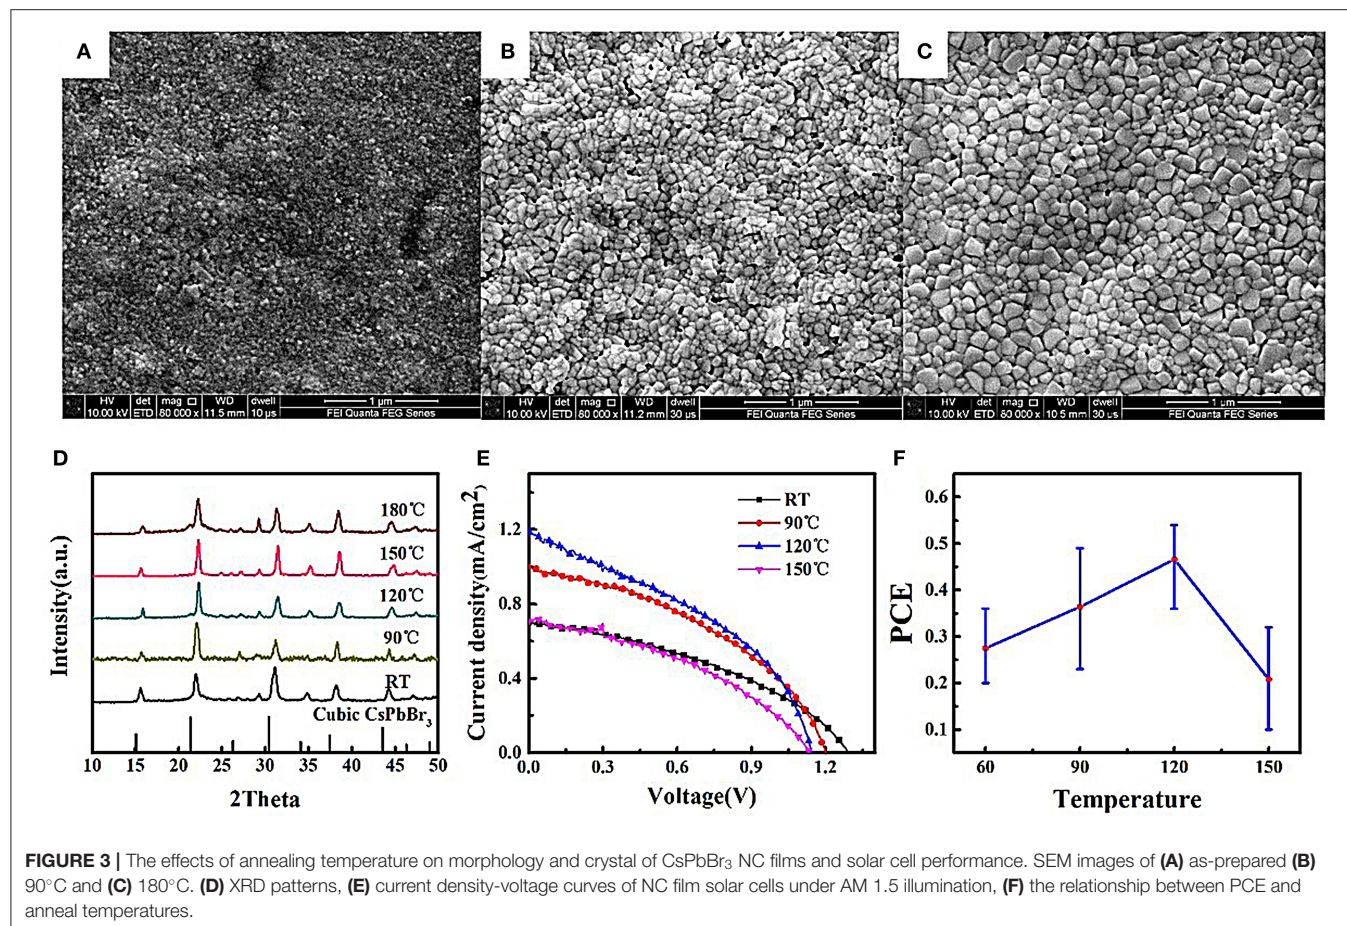 A
B
C
HV det mag □ WD dwell 1 µm
10.00 kV ETD 80 000 x 11.5 mm 10 µs FEI Quanta FEG Series
HV det mag □ WD dwell 1 µm
10.00 kV ETD 80 000 x 11.2 mm 30 µs FEI Quanta FEG Series
HV det mag □ WD dwell 1 µm
10.00 kV ETD 80 000 x 10.5 mm 30 µs FEI Quanta FEG Series
D
Intensity(a.u.)
180℃
150℃
120℃
90℃
RT
Cubic CsPbBr₃
10 15 20 25 30 35 40 45 50
2Theta
E
Current density(mA/cm²)
1.2
0.8
0.4
0.0
RT
90℃
120℃
150℃
0.0 0.3 0.6 0.9 1.2
Voltage(V)
F
PCE
0.6
0.5
0.4
0.3
0.2
0.1
60 90 120 150
Temperature
FIGURE 3 | The effects of annealing temperature on morphology and crystal of CsPbBr₃ NC films and solar cell performance. SEM images of (A) as-prepared (B)
90°C and (C) 180°C. (D) XRD patterns, (E) current density-voltage curves of NC film solar cells under AM 1.5 illumination, (F) the relationship between PCE and
anneal temperatures.